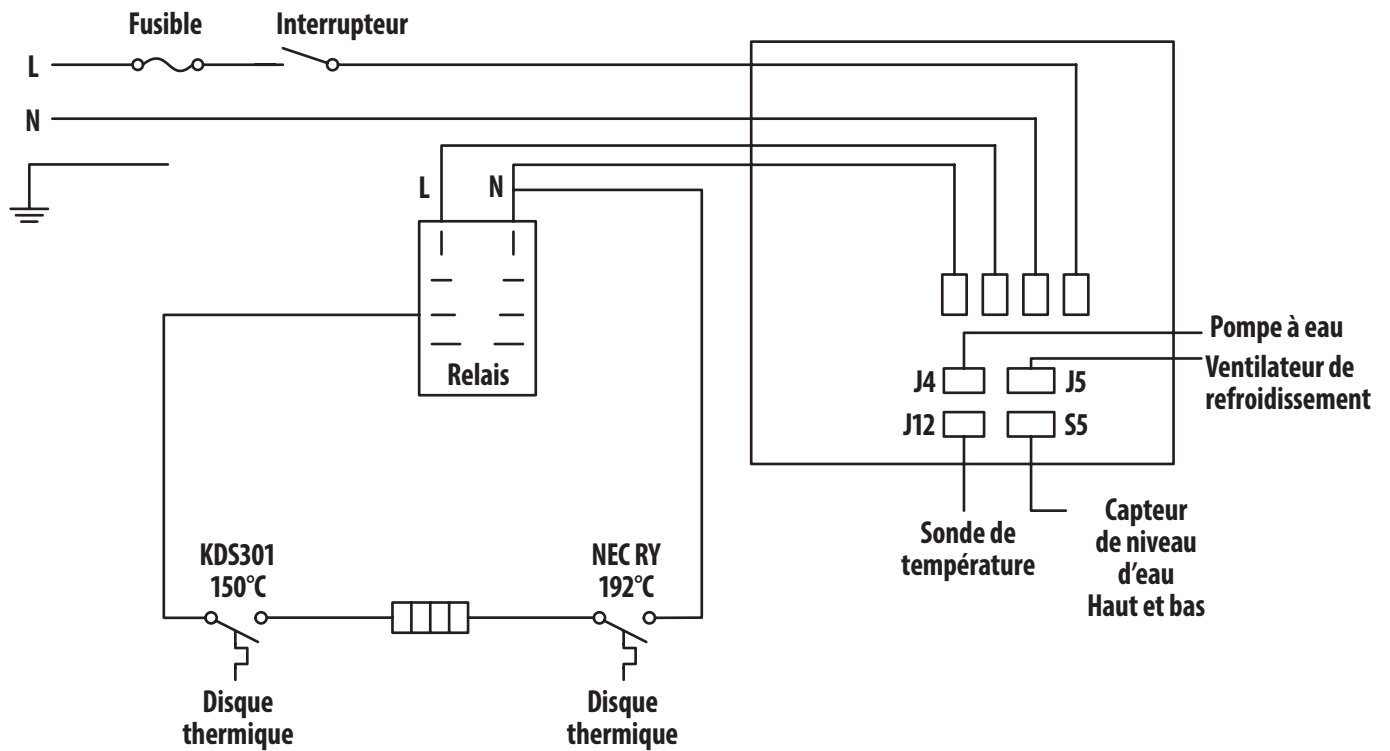 Fusible
Interrupteur
L
N
L
N
Relais
Pompe à eau
Ventilateur de
refroidissement
J4
J5
J12
S5
Sonde de
température
Capteur
de niveau
d'eau
Haut et bas
KDS301
150°C
NEC RY
192°C
Disque
thermique
Disque
thermique